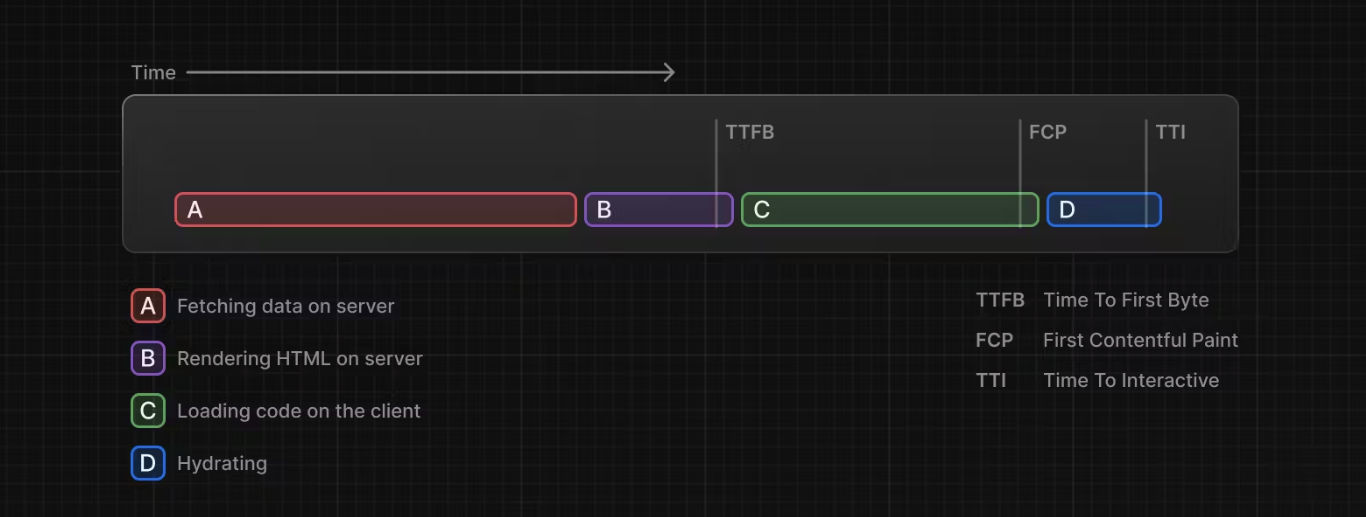 Time
TTFB FCP TTI
A B C D
A Fetching data on server
B Rendering HTML on server
C Loading code on the client
D Hydrating
TTFB Time To First Byte
FCP First Contentful Paint
TTI Time To Interactive